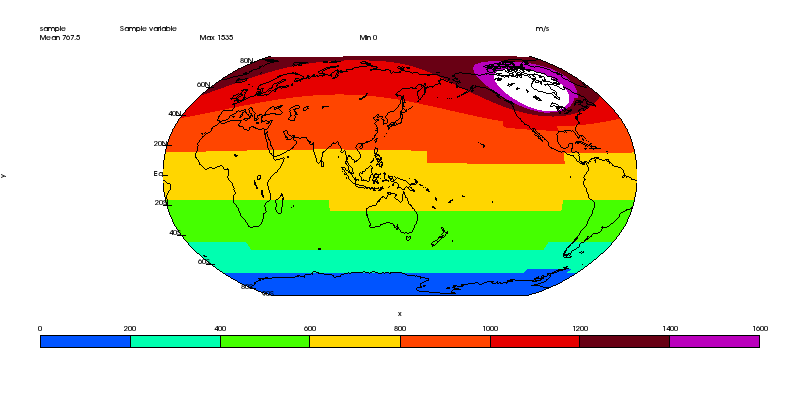 sample Sample variable m/s
Mean 767.5 Max 1535 Min 0
80N
60N
40N
20N
Eq
20S
40S
60S
80S
90S
y
x
0 200 400 600 800 1000 1200 1400 1600